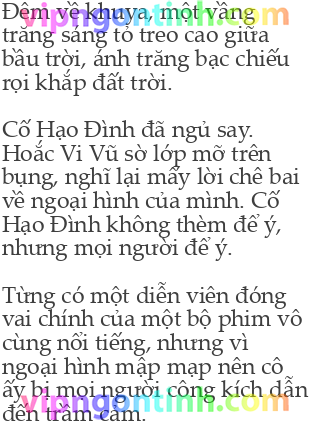 Đêm về khuya, một vầng
trăng sáng tỏ treo cao giữa
bầu trời, ánh trăng bạc chiếu
rọi khắp đất trời.
Cố Hạo Đình đã ngủ say.
Hoắc Vi Vũ sờ lớp mỡ trên
bụng, nghĩ lại mấy lời chê bai
về ngoại hình của mình. Cố
Hạo Đình không thèm để ý,
nhưng mọi người để ý.
Từng có một diễn viên đóng
vai chính của một bộ phim vô
cùng nổi tiếng, nhưng vì
ngoại hình mập mạp nên cô
ấy bị mọi người công kích dẫn
đến trầm cảm.
vipngontinh.com
vipngontinh.com